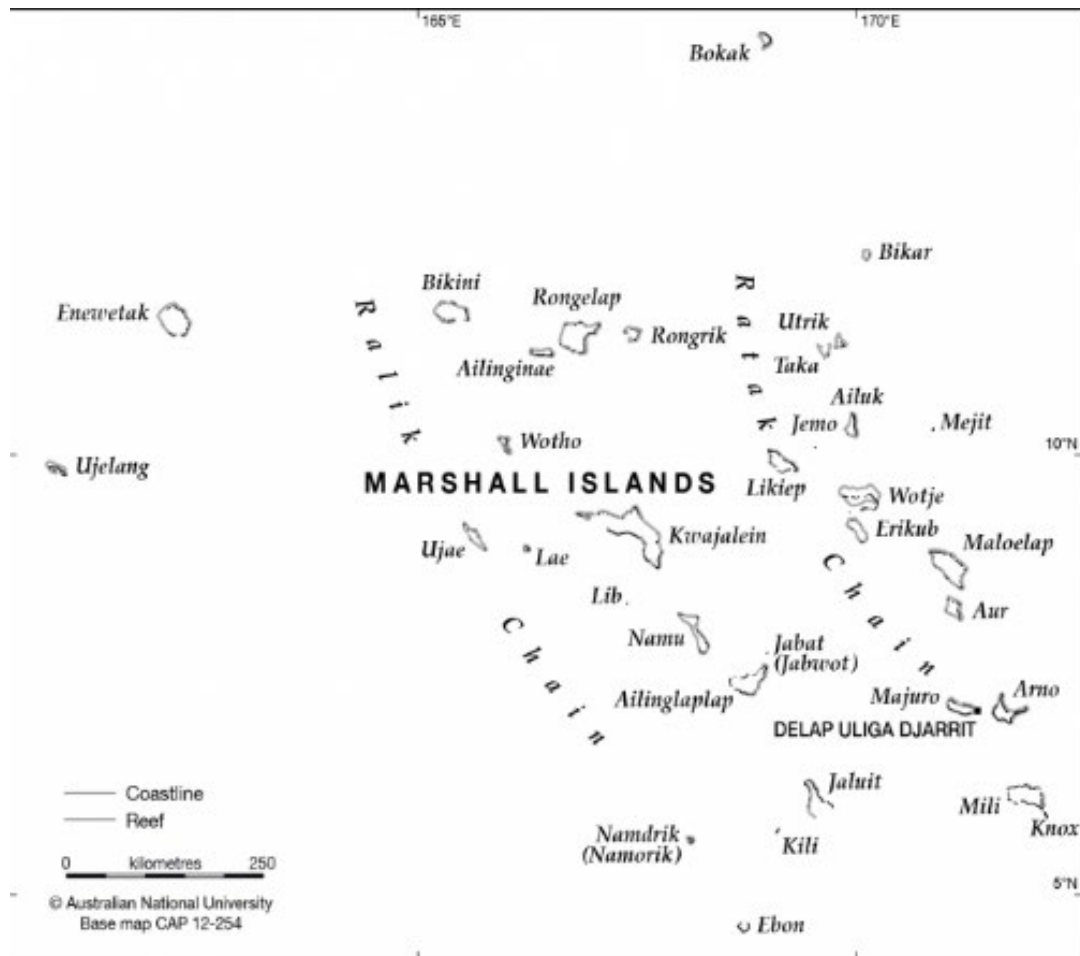 165°E
170°E
Bokak
Bikar
Bikini
Enewetak
Rongelap
Ralik
Ratak
Utrik
Rongrik
Ailinginae
Taka
Ailuk
Jemo
Mejit
Wotho
10°N
Ujelang
MARSHALL ISLANDS
Likiep
Wotje
Kwajalein
Erikub
Maloelap
Ujae
Lae
Chain
Lib
Aur
Chain
Namu
Jabat
(Jabwot)
Ailinglaplap
Majuro
Arno
DELAP ULIGA DJARRIT
Jaluit
Coastline
Mili
Reef
Knox
Namdrik
(Namorik)
Kili
0 kilometres 250
5°N
© Australian National University
Base map CAP 12-254
Ebon